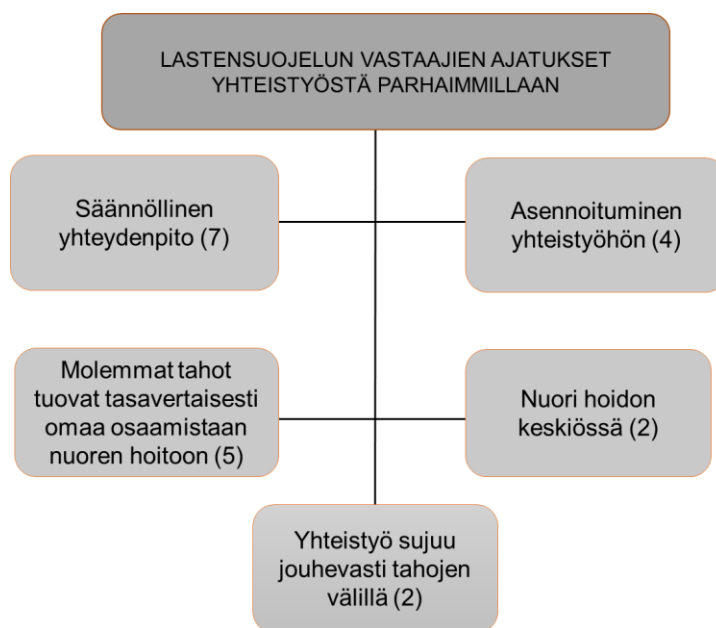 LASTENSUOJELUN VASTAAJIEN AJATUKSET
YHTEISTYÖSTÄ PARHAIMMILLAAN
Säännöllinen
yhteydenpito (7)
Asennoituminen
yhteistyöhön (4)
Molemmat tahot
tuovat tasavertaisesti
omaa osaamistaan
nuoren hoitoon (5)
Nuori hoidon
keskiössä (2)
Yhteistyö sujuu
jouhevasti tahojen
välillä (2)